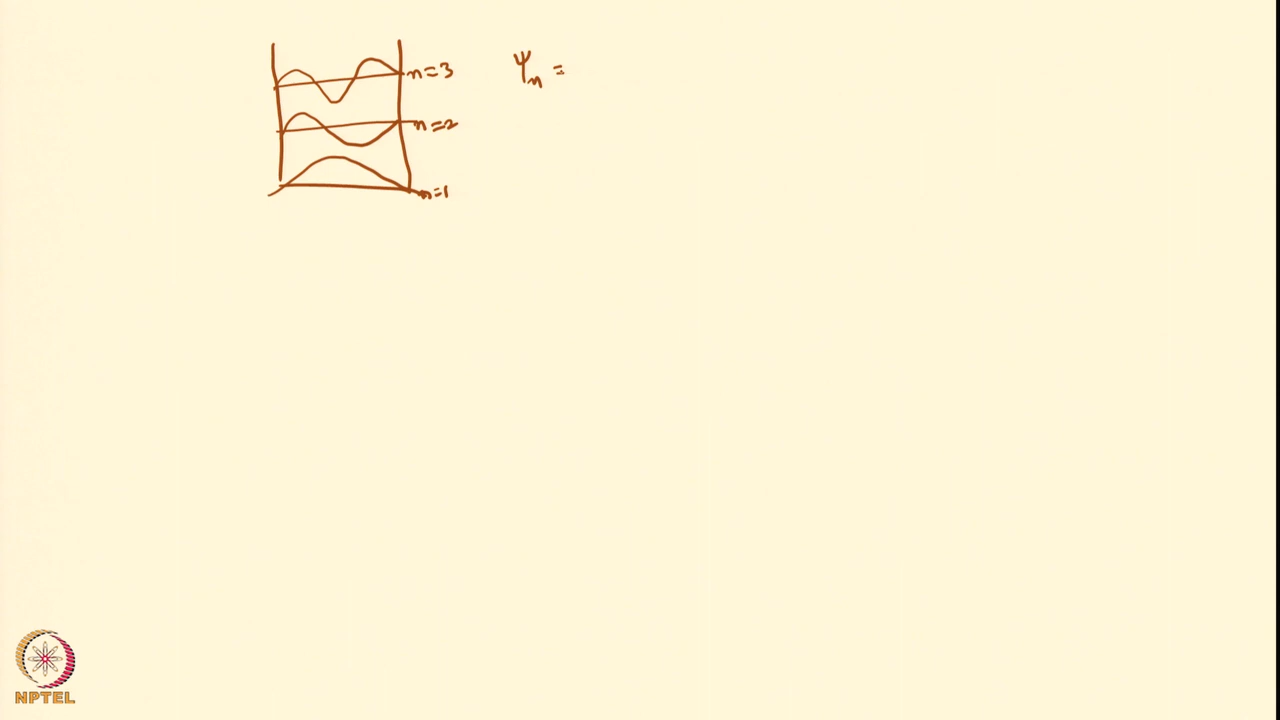 n=3
ψₙ =
n=2
n=1
NPTEL